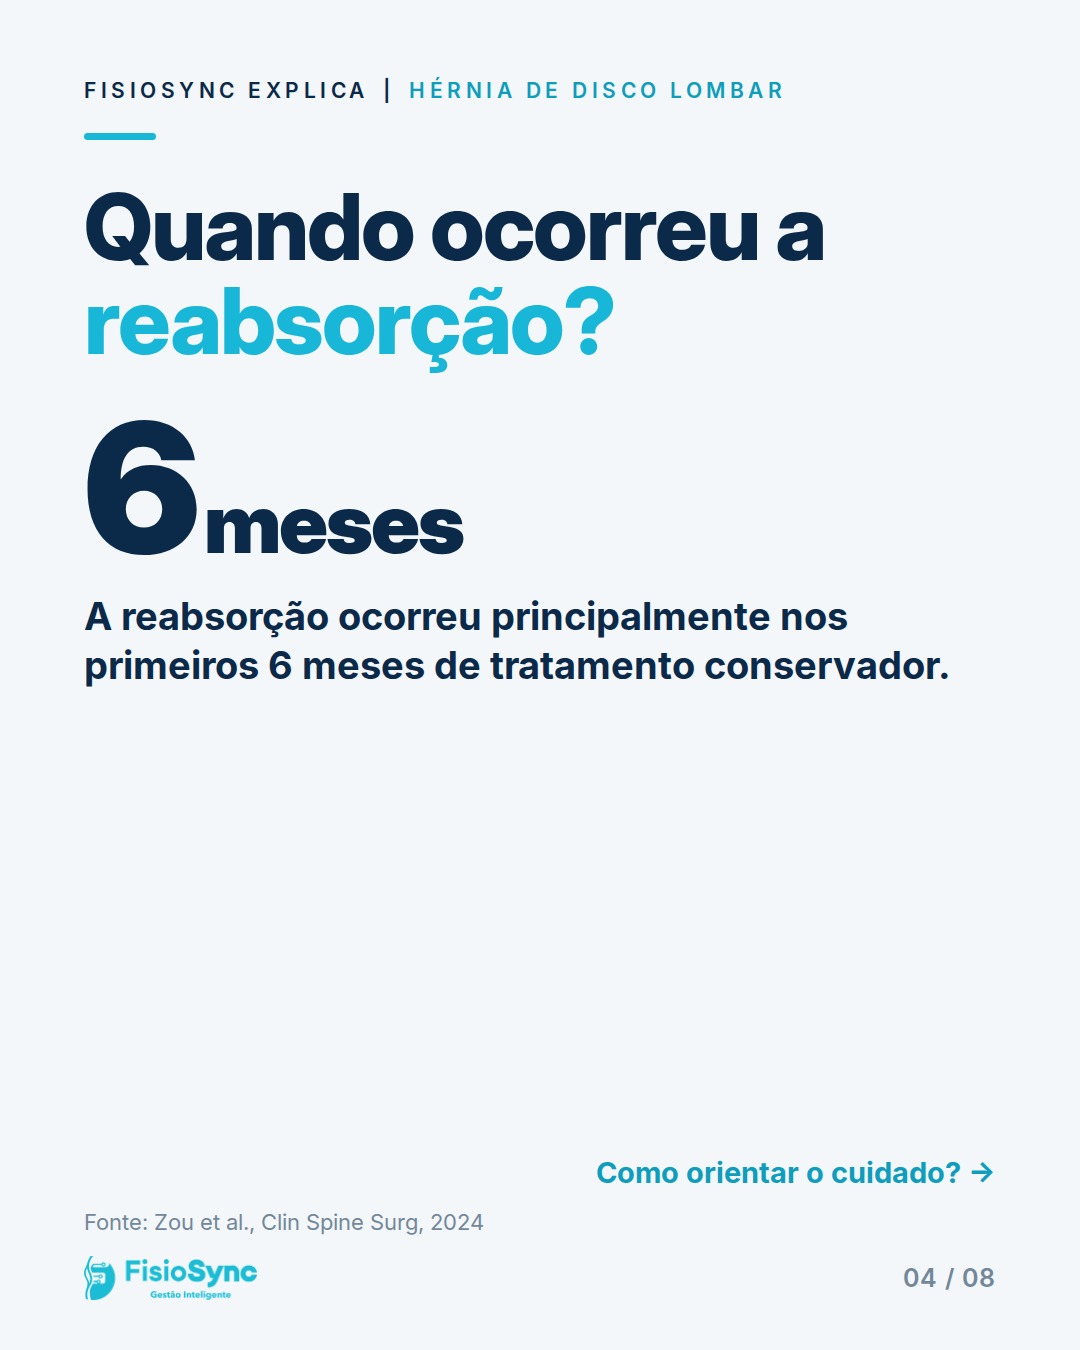 FISIOSYNC EXPLICA | HÉRNIA DE DISCO LOMBAR
Quando ocorreu a
reabsorção?
6 meses
A reabsorção ocorreu principalmente nos
primeiros 6 meses de tratamento conservador.
Como orientar o cuidado? →
Fonte: Zou et al., Clin Spine Surg, 2024
FisioSync
Gestão Inteligente
04 / 08